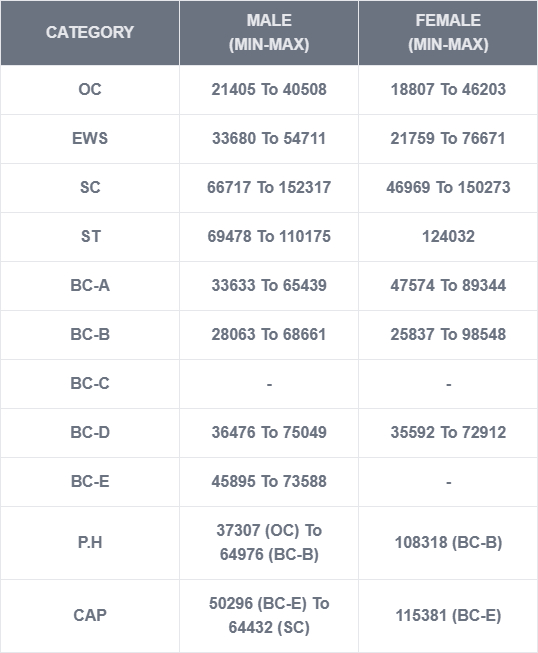 CATEGORY MALE (MIN-MAX) FEMALE (MIN-MAX)
OC 21405 To 40508 18807 To 46203
EWS 33680 To 54711 21759 To 76671
SC 66717 To 152317 46969 To 150273
ST 69478 To 110175 124032
BC-A 33633 To 65439 47574 To 89344
BC-B 28063 To 68661 25837 To 98548
BC-C - -
BC-D 36476 To 75049 35592 To 72912
BC-E 45895 To 73588 -
P.H 37307 (OC) To 64976 (BC-B) 108318 (BC-B)
CAP 50296 (BC-E) To 64432 (SC) 115381 (BC-E)